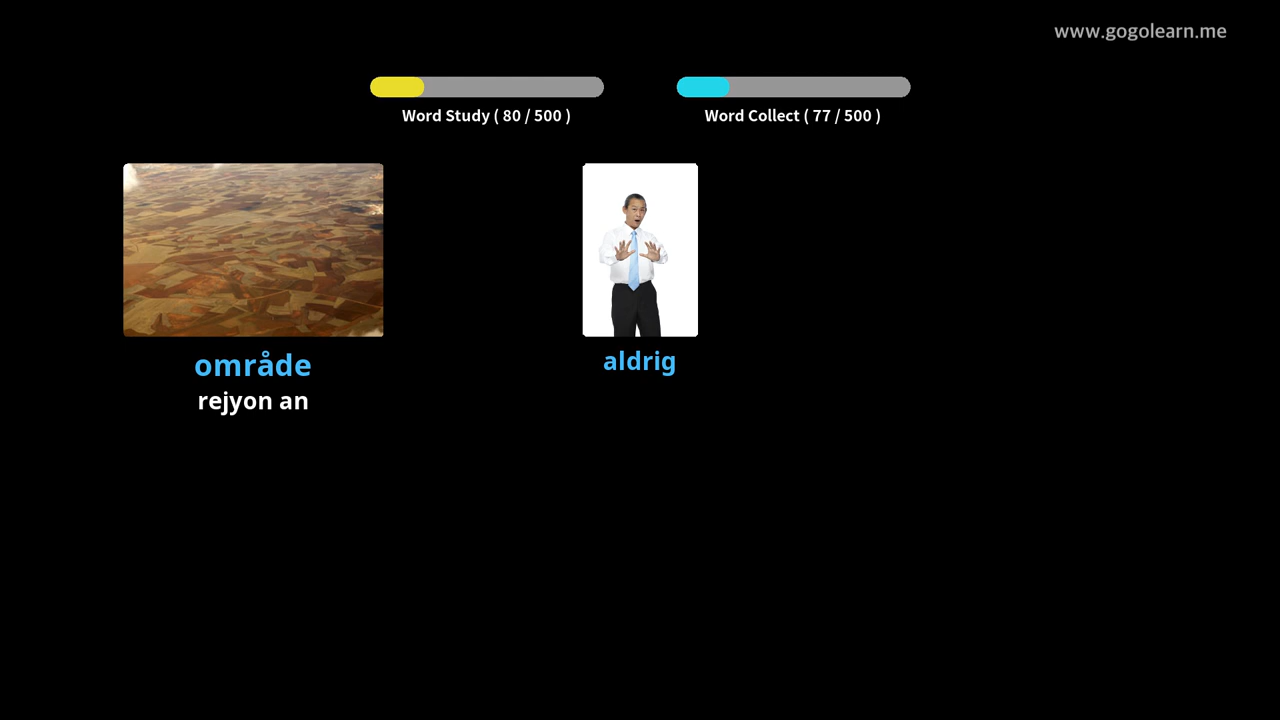 www.gogolearn.me
Word Study ( 80 / 500 )
Word Collect ( 77 / 500 )
område
rejyon an
aldrig